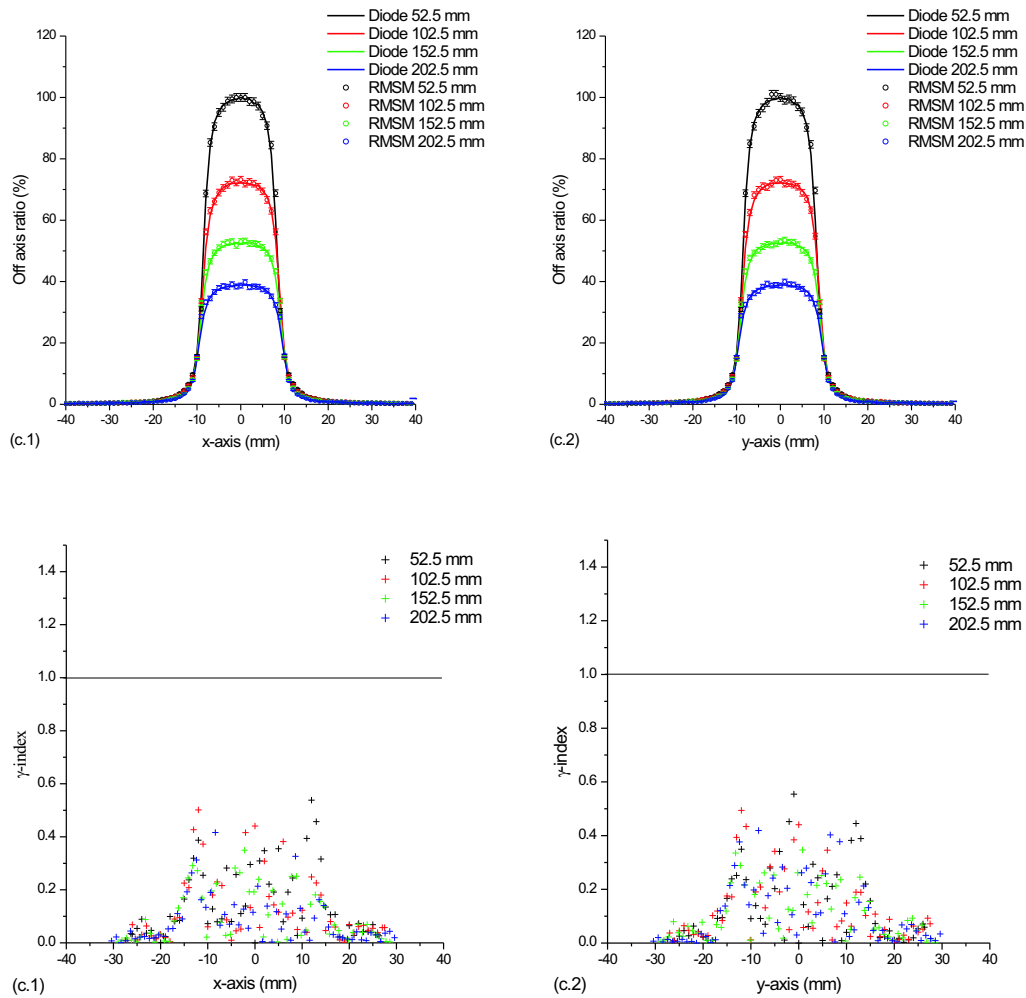 Diode 52.5 mm
Diode 102.5 mm
Diode 152.5 mm
Diode 202.5 mm
RMSM 52.5 mm
RMSM 102.5 mm
RMSM 152.5 mm
RMSM 202.5 mm
120
100
80
60
40
20
0
Off axis ratio (%)
-40 -30 -20 -10 0 10 20 30 40
x-axis (mm)
(c.1)
Diode 52.5 mm
Diode 102.5 mm
Diode 152.5 mm
Diode 202.5 mm
RMSM 52.5 mm
RMSM 102.5 mm
RMSM 152.5 mm
RMSM 202.5 mm
120
100
80
60
40
20
0
Off axis ratio (%)
-40 -30 -20 -10 0 10 20 30 40
y-axis (mm)
(c.2)
52.5 mm
102.5 mm
152.5 mm
202.5 mm
1.4
1.2
1.0
0.8
0.6
0.4
0.2
0.0
γ-index
-40 -30 -20 -10 0 10 20 30 40
x-axis (mm)
(c.1)
52.5 mm
102.5 mm
152.5 mm
202.5 mm
1.4
1.2
1.0
0.8
0.6
0.4
0.2
0.0
γ-index
-40 -30 -20 -10 0 10 20 30 40
y-axis (mm)
(c.2)